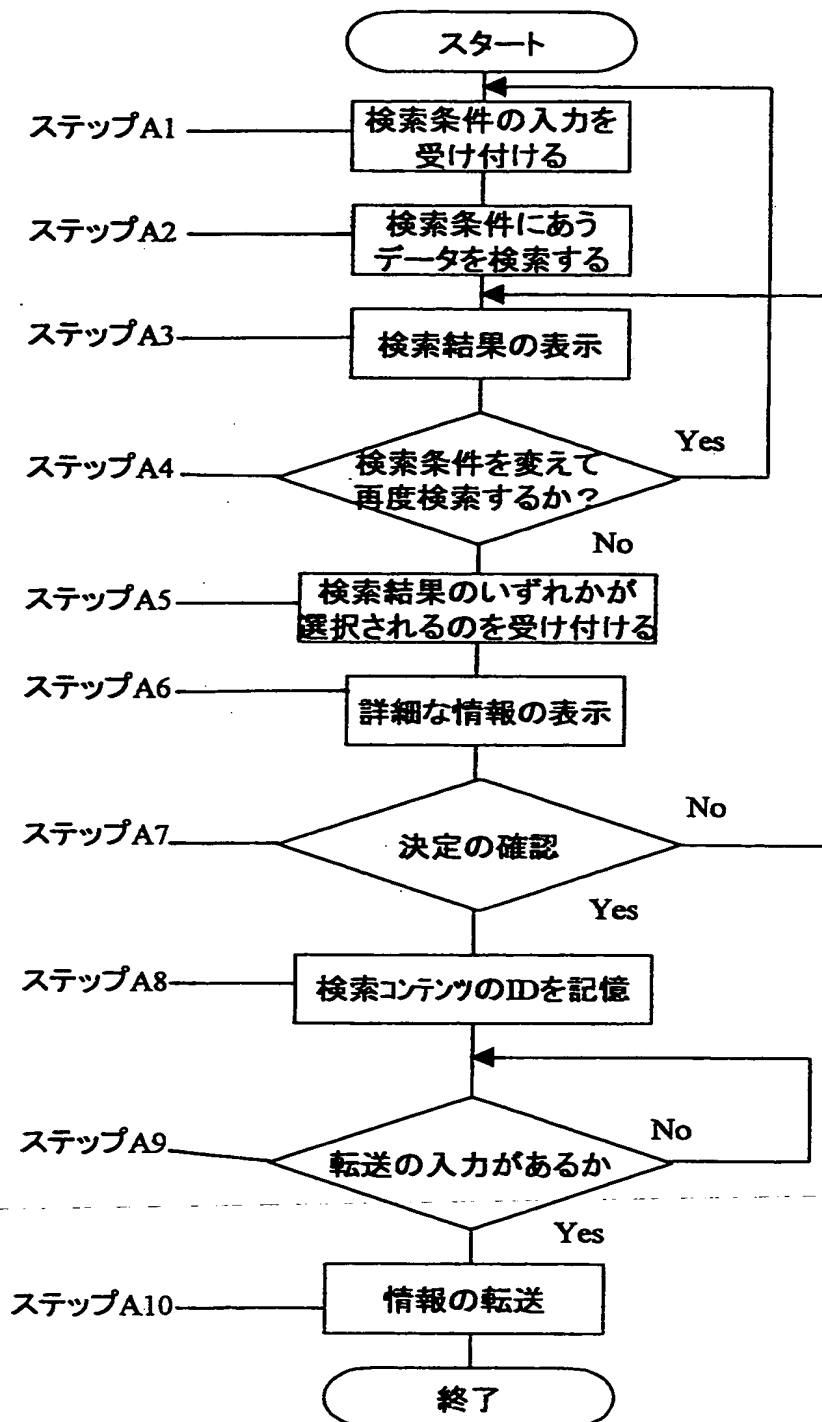 スタート
ステップA1
検索条件の入力を
受け付ける
ステップA2
検索条件にあう
データを検索する
ステップA3
検索結果の表示
ステップA4
検索条件を変えて
再度検索するか？
Yes
No
ステップA5
検索結果のいずれかが
選択されるのを受け付ける
ステップA6
詳細な情報の表示
ステップA7
決定の確認
No
Yes
ステップA8
検索コンテンツのIDを記憶
ステップA9
転送の入力があるか
No
Yes
ステップA10
情報の転送
終了